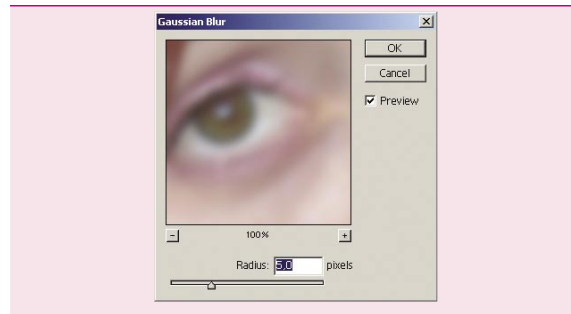 Gaussian Blur
OK
Cancel
Preview
- 100% +
Radius: 5,0 pixels